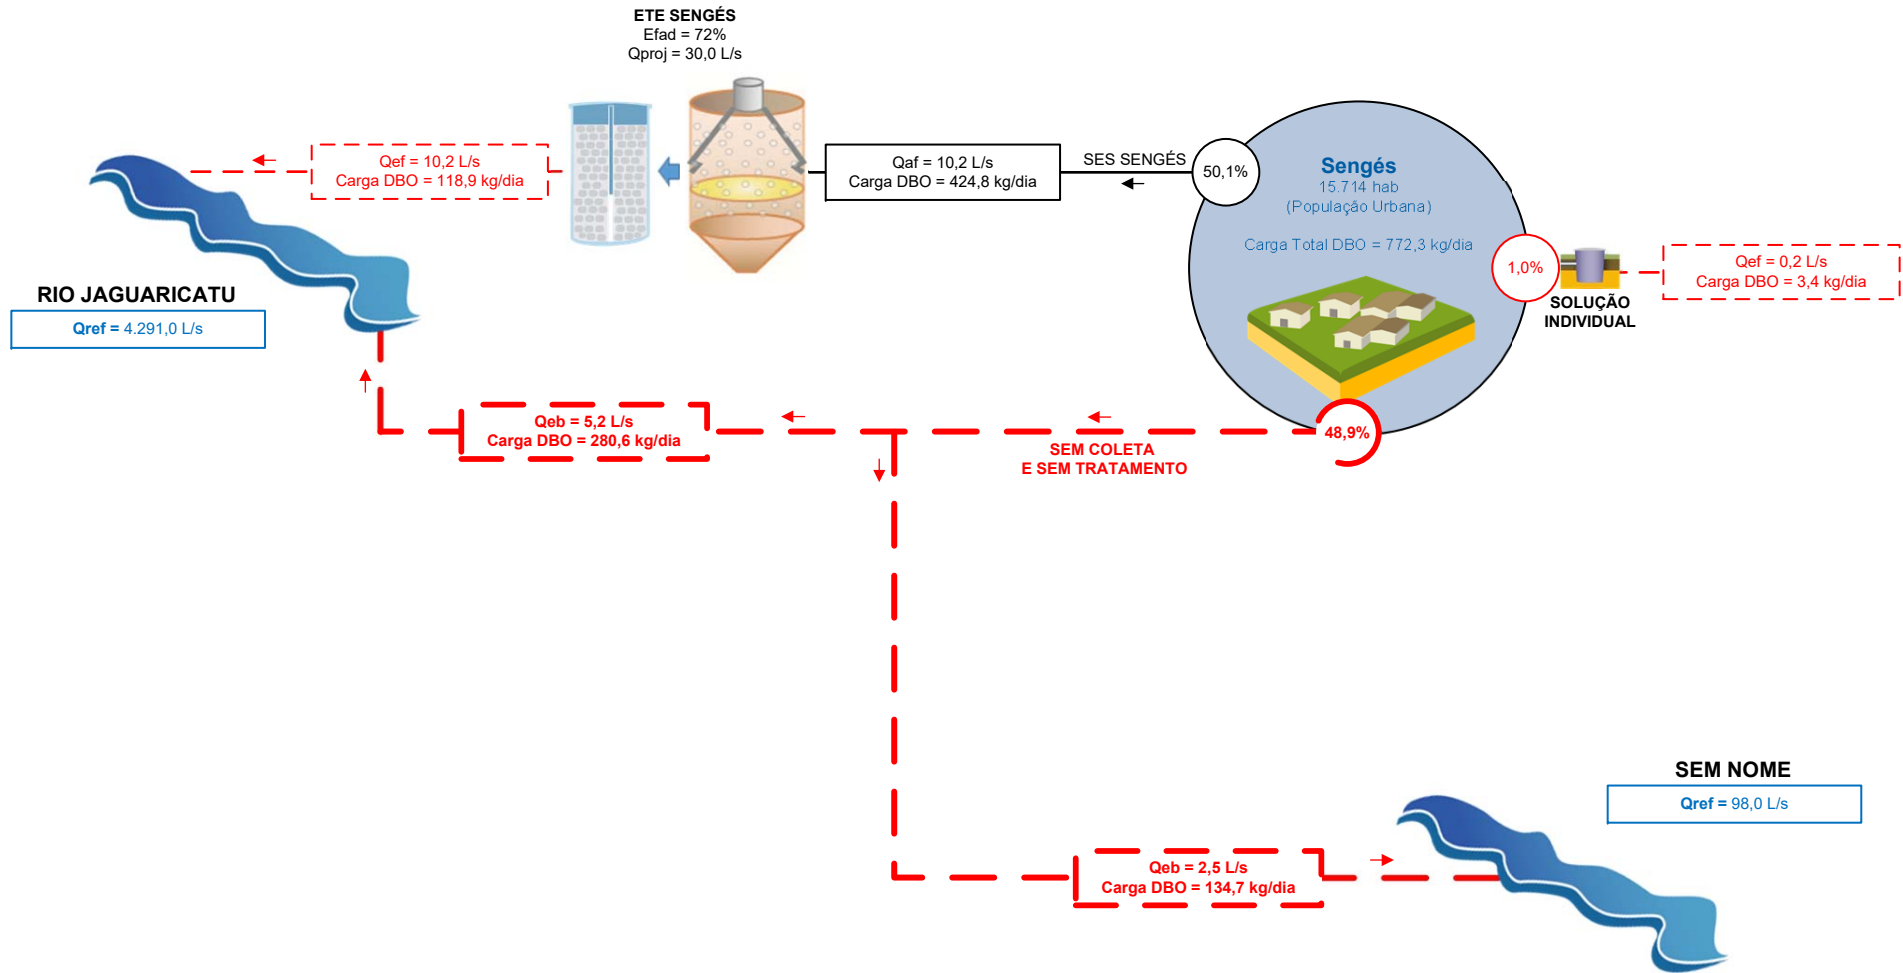 ETE SENGÉS
Efad = 72%
Qproj = 30,0 L/s
Qef = 10,2 L/s
Carga DBO = 118,9 kg/dia
Qaf = 10,2 L/s
Carga DBO = 424,8 kg/dia
SES SENGÉS
50,1%
Sengés
15.714 hab
(População Urbana)
Carga Total DBO = 772,3 kg/dia
1,0%
SOLUÇÃO
INDIVIDUAL
Qef = 0,2 L/s
Carga DBO = 3,4 kg/dia
RIO JAGUARICATU
Qref = 4.291,0 L/s
Qeb = 5,2 L/s
Carga DBO = 280,6 kg/dia
SEM COLETA
E SEM TRATAMENTO
48,9%
SEM NOME
Qref = 98,0 L/s
Qeb = 2,5 L/s
Carga DBO = 134,7 kg/dia